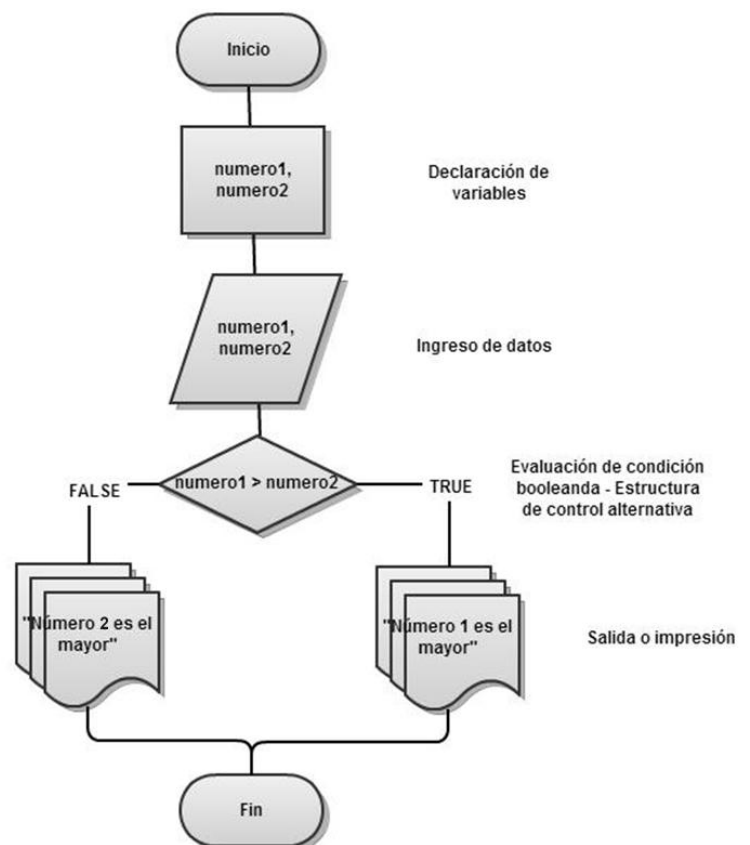 Inicio
numero1,
numero2
Declaración de
variables
numero1,
numero2
Ingreso de datos
numero1 > numero2
FALSE
TRUE
Evaluación de condición
booleanda - Estructura
de control alternativa
"Número 2 es el
mayor"
"Número 1 es el
mayor"
Salida o impresión
Fin